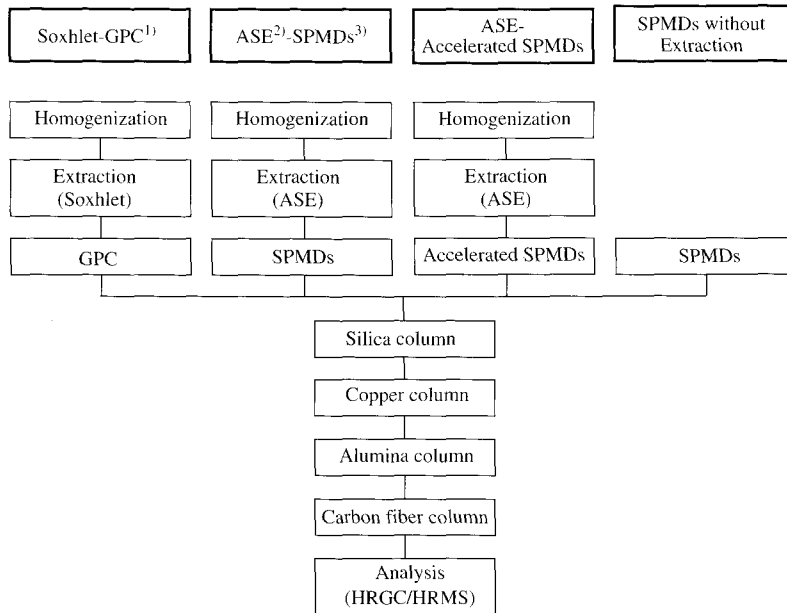 Soxhlet-GPC1)
ASE2)-SPMDs3)
ASE-
Accelerated SPMDs
SPMDs without
Extraction
Homogenization
Homogenization
Homogenization
Extraction
(Soxhlet)
Extraction
(ASE)
Extraction
(ASE)
GPC
SPMDs
Accelerated SPMDs
SPMDs
Silica column
Copper column
Alumina column
Carbon fiber column
Analysis
(HRGC/HRMS)